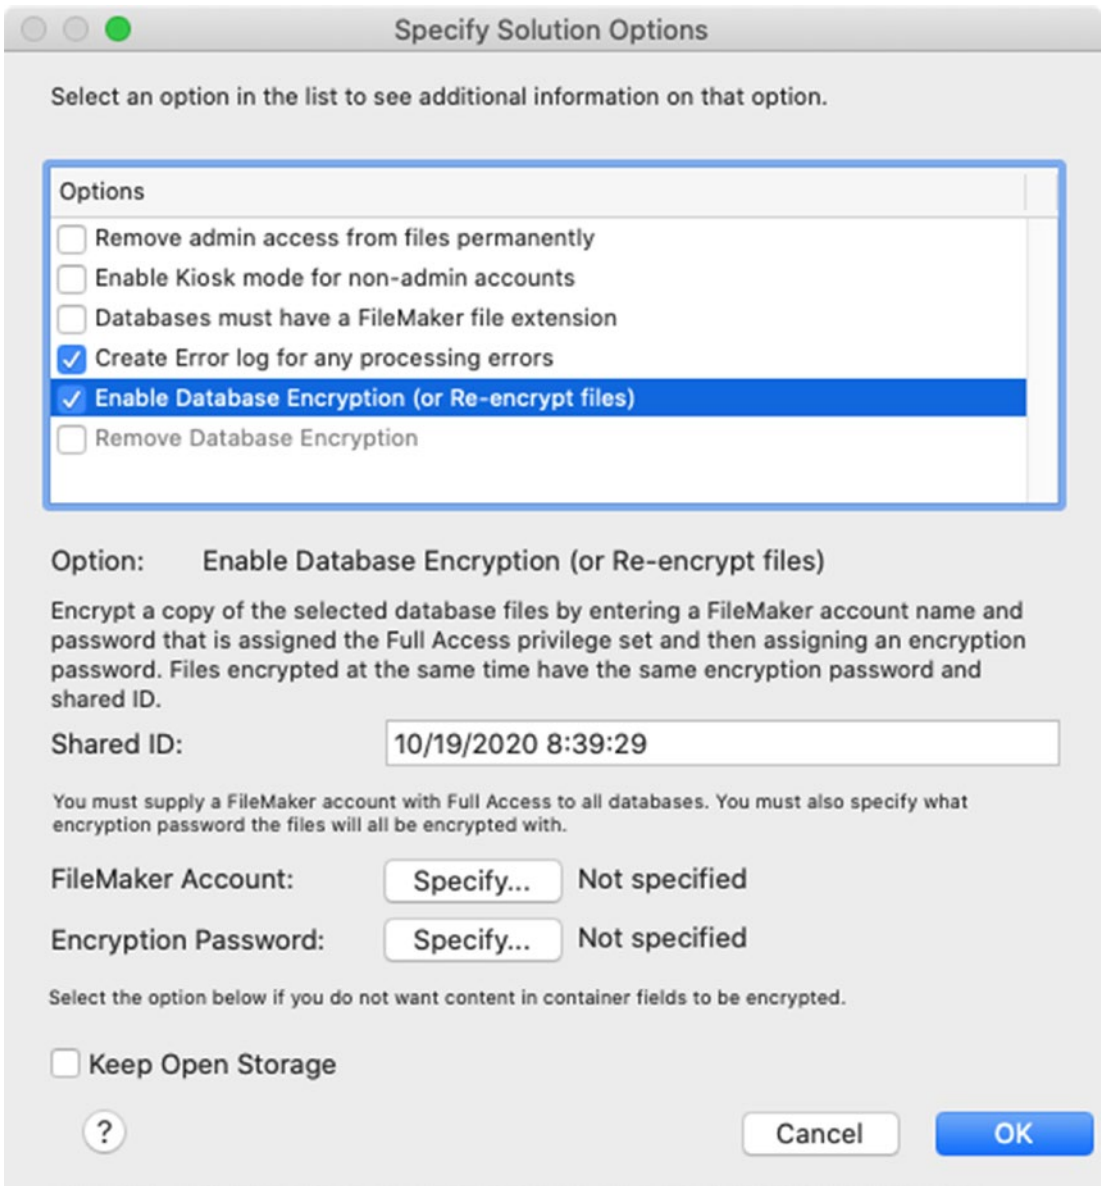 Specify Solution Options
Select an option in the list to see additional information on that option.
Options
Remove admin access from files permanently
Enable Kiosk mode for non-admin accounts
Databases must have a FileMaker file extension
Create Error log for any processing errors
Enable Database Encryption (or Re-encrypt files)
Remove Database Encryption
Option: Enable Database Encryption (or Re-encrypt files)
Encrypt a copy of the selected database files by entering a FileMaker account name and
password that is assigned the Full Access privilege set and then assigning an encryption
password. Files encrypted at the same time have the same encryption password and
shared ID.
Shared ID: 10/19/2020 8:39:29
You must supply a FileMaker account with Full Access to all databases. You must also specify what
encryption password the files will all be encrypted with.
FileMaker Account: Specify... Not specified
Encryption Password: Specify... Not specified
Select the option below if you do not want content in container fields to be encrypted.
Keep Open Storage
? Cancel OK